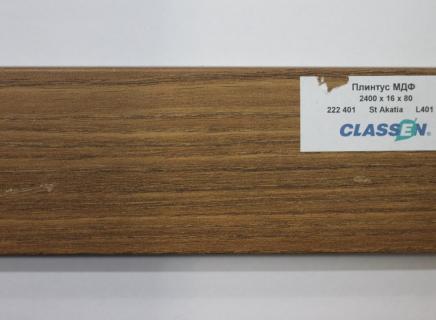 Плинтус МДФ
2400 x 16 x 80
222 401 St Akatia L401
CLASSEN